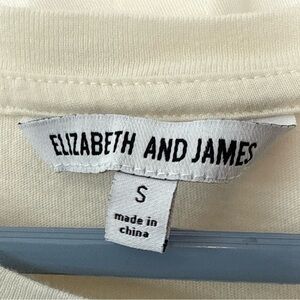 ELIZABETH AND JAMES
S
made in
china